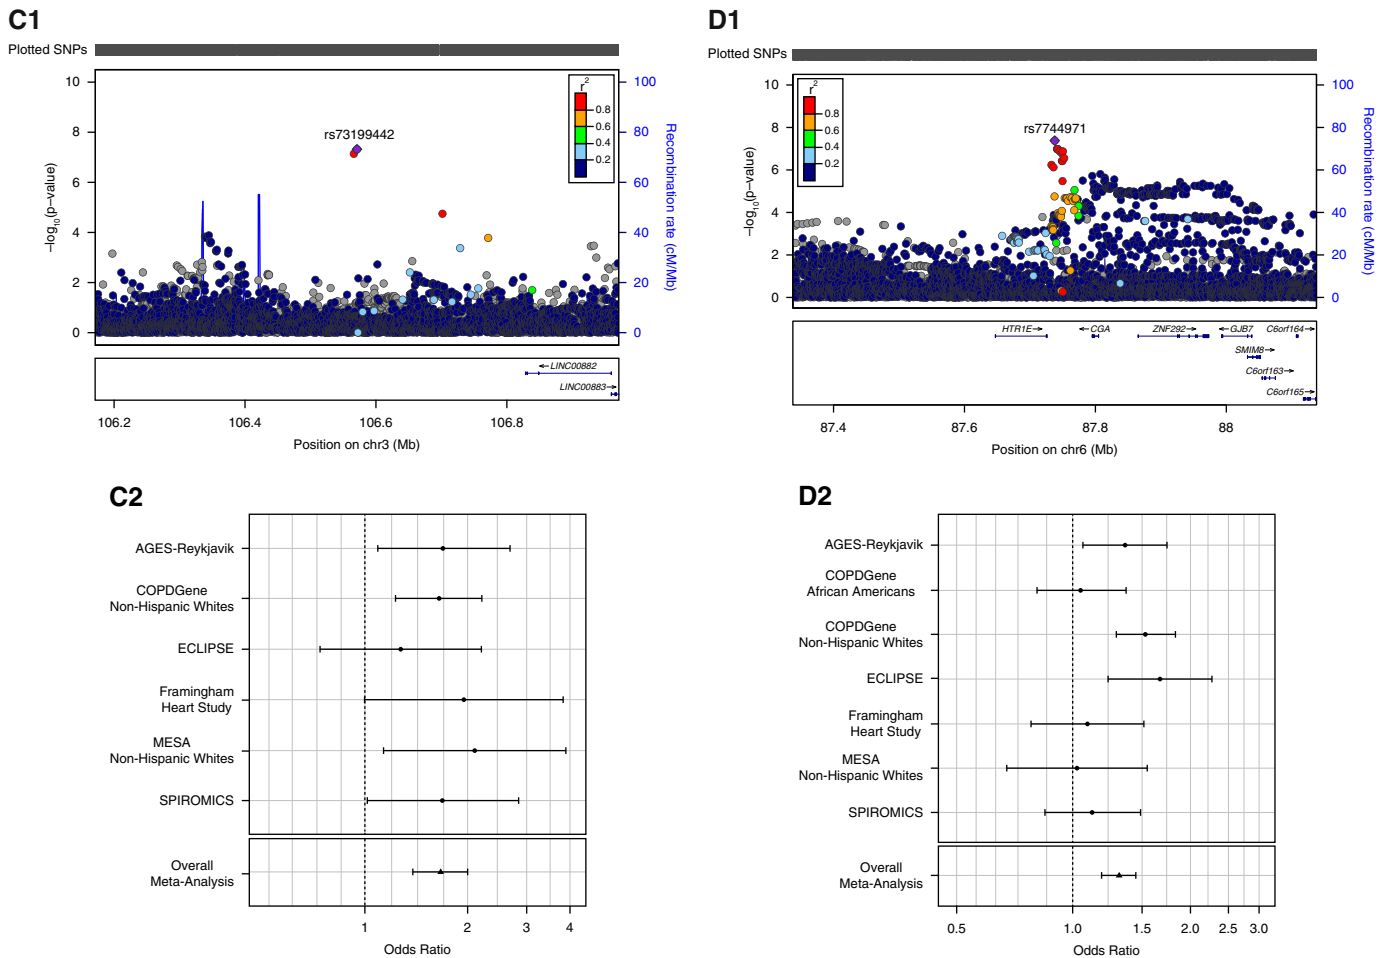 C1
Plotted SNPs
10
8
6
4
2
0
−log10(p−value)
rs73199442
r2
0.8
0.6
0.4
0.2
100
80
60
40
20
0
Recombination rate (cM/Mb)
LINC00882
LINC00883
106.2
106.4
106.6
106.8
Position on chr3 (Mb)
D1
Plotted SNPs
10
8
6
4
2
0
−log10(p−value)
r2
0.8
0.6
0.4
0.2
rs7744971
100
80
60
40
20
0
Recombination rate (cM/Mb)
HTR1E
CGA
ZNF292
GJB7
C6orf164
SMIM8
C6orf163
C6orf165
87.4
87.6
87.8
88
Position on chr6 (Mb)
C2
AGES-Reykjavik
COPDGene
Non-Hispanic Whites
ECLIPSE
Framingham
Heart Study
MESA
Non-Hispanic Whites
SPIROMICS
Overall
Meta-Analysis
1
2
3
4
Odds Ratio
D2
AGES-Reykjavik
COPDGene
African Americans
COPDGene
Non-Hispanic Whites
ECLIPSE
Framingham
Heart Study
MESA
Non-Hispanic Whites
SPIROMICS
Overall
Meta-Analysis
0.5
1.0
1.5
2.0
2.5
3.0
Odds Ratio